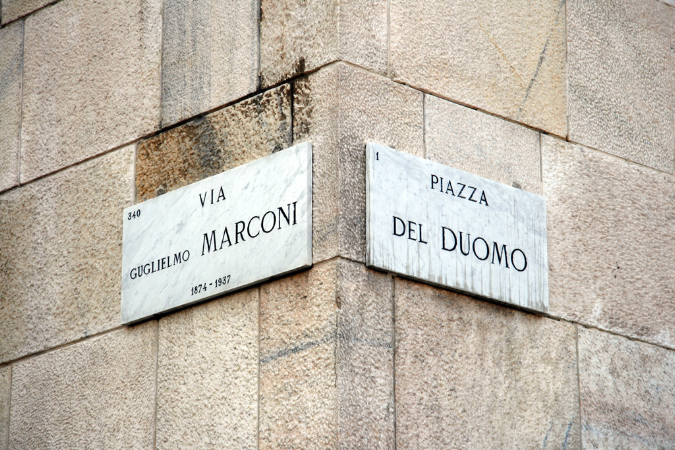 340
VIA
GUGLIELMO MARCONI
1874 - 1937
1
PIAZZA
DEL DUOMO